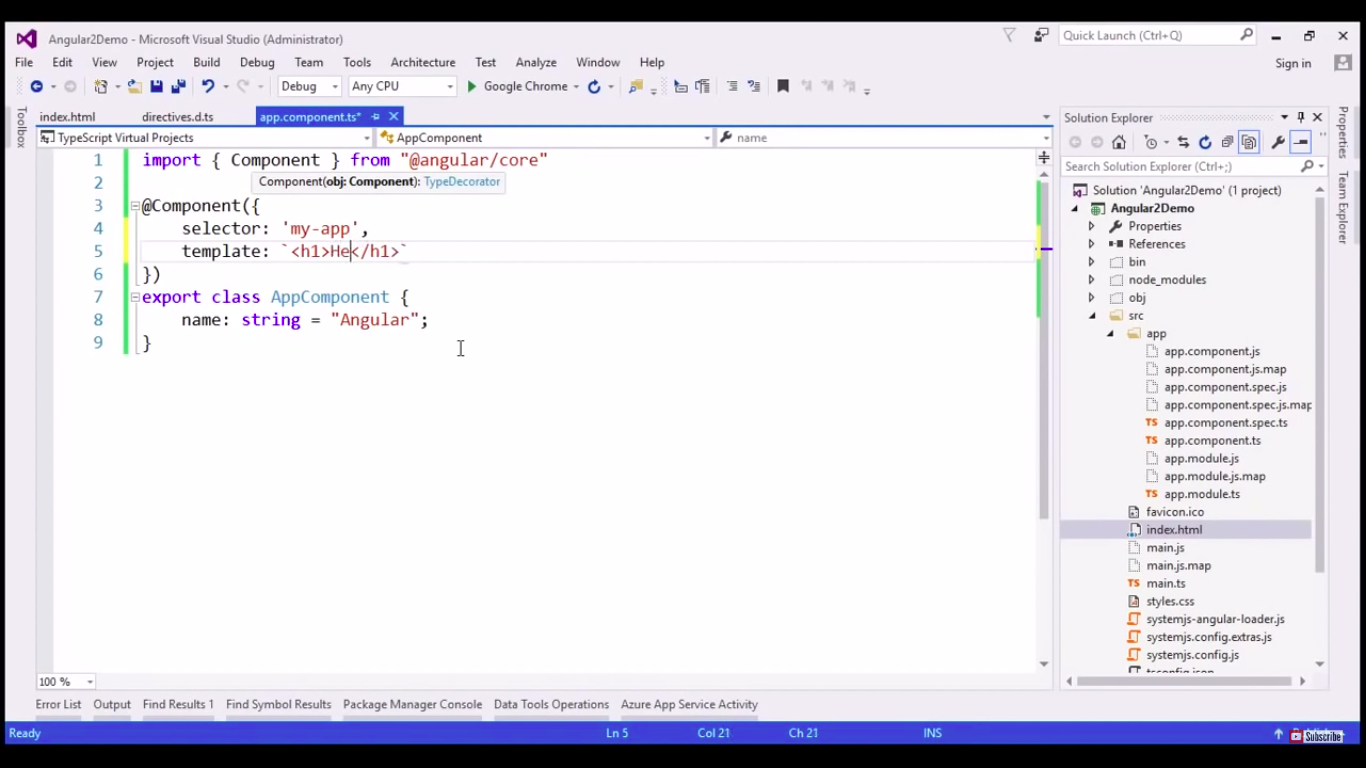 Angular2Demo - Microsoft Visual Studio (Administrator)
Quick Launch (Ctrl+Q)
File Edit View Project Build Debug Team Tools Architecture Test Analyze Window Help
Sign in
Debug Any CPU Google Chrome
Toolbox
index.html directives.d.ts app.component.ts*
TypeScript Virtual Projects AppComponent name
1 import { Component } from "@angular/core"
2
Component(obj: Component): TypeDecorator
3 @Component({
4 selector: 'my-app',
5 template: `<h1>He</h1>`
6 })
7 export class AppComponent {
8 name: string = "Angular";
9 }
100 %
Solution Explorer
Search Solution Explorer (Ctrl+;)
Solution 'Angular2Demo' (1 project)
Angular2Demo
Properties
References
bin
node_modules
obj
src
app
app.component.js
app.component.js.map
app.component.spec.js
app.component.spec.js.map
app.component.spec.ts
app.component.ts
app.module.js
app.module.js.map
app.module.ts
favicon.ico
index.html
main.js
main.js.map
main.ts
styles.css
systemjs-angular-loader.js
systemjs.config.extras.js
systemjs.config.js
tsconfig.json
Properties
Team Explorer
Error List Output Find Results 1 Find Symbol Results Package Manager Console Data Tools Operations Azure App Service Activity
Ready Ln 5 Col 21 Ch 21 INS
Subscribe